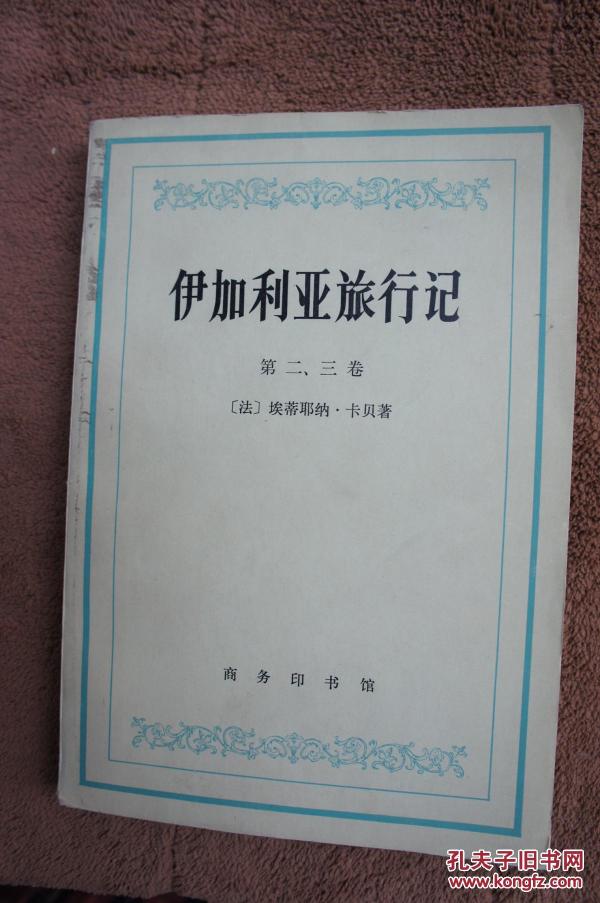 伊加利亚旅行记
第二、三卷
〔法〕埃蒂耶纳·卡贝著
商务印书馆
孔夫子旧书网
www.kongfz.com